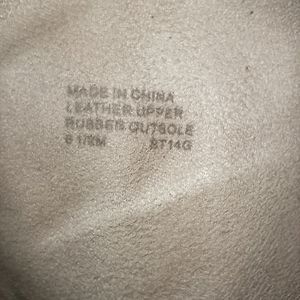 MADE IN CHINA
LEATHER UPPER
RUBBER OUTSOLE
6 1/2M ST14G